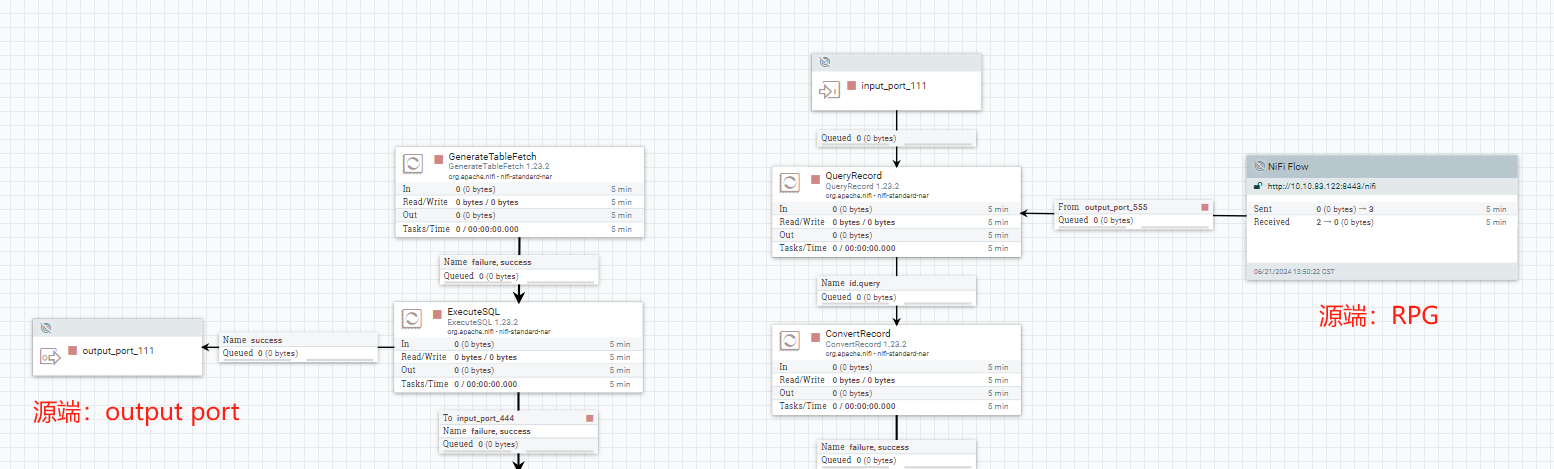 input_port_111
Queued 0 (0 bytes)
GenerateTableFetch
GenerateTableFetch 1.23.2
org.apache.nifi - nifi-standard-nar
In 0 (0 bytes) 5 min
Read/Write 0 bytes / 0 bytes 5 min
Out 0 (0 bytes) 5 min
Tasks/Time 0 / 00:00:00.000 5 min
Name failure, success
Queued 0 (0 bytes)
ExecuteSQL
ExecuteSQL 1.23.2
org.apache.nifi - nifi-standard-nar
In 0 (0 bytes) 5 min
Read/Write 0 bytes / 0 bytes 5 min
Out 0 (0 bytes) 5 min
Tasks/Time 0 / 00:00:00.000 5 min
Name success
Queued 0 (0 bytes)
output_port_111
源端：output port
To input_port_444
Name failure, success
Queued 0 (0 bytes)
QueryRecord
QueryRecord 1.23.2
org.apache.nifi - nifi-standard-nar
In 0 (0 bytes) 5 min
Read/Write 0 bytes / 0 bytes 5 min
Out 0 (0 bytes) 5 min
Tasks/Time 0 / 00:00:00.000 5 min
From output_port_555
Queued 0 (0 bytes)
NiFi Flow
http://10.10.83.122:8443/nifi
Sent 0 (0 bytes) → 3 5 min
Received 2 → 0 (0 bytes) 5 min
06/21/2024 13:50:22 CST
源端：RPG
Name id.query
Queued 0 (0 bytes)
ConvertRecord
ConvertRecord 1.23.2
org.apache.nifi - nifi-standard-nar
In 0 (0 bytes) 5 min
Read/Write 0 bytes / 0 bytes 5 min
Out 0 (0 bytes) 5 min
Tasks/Time 0 / 00:00:00.000 5 min
Name failure, success
Queued 0 (0 bytes)